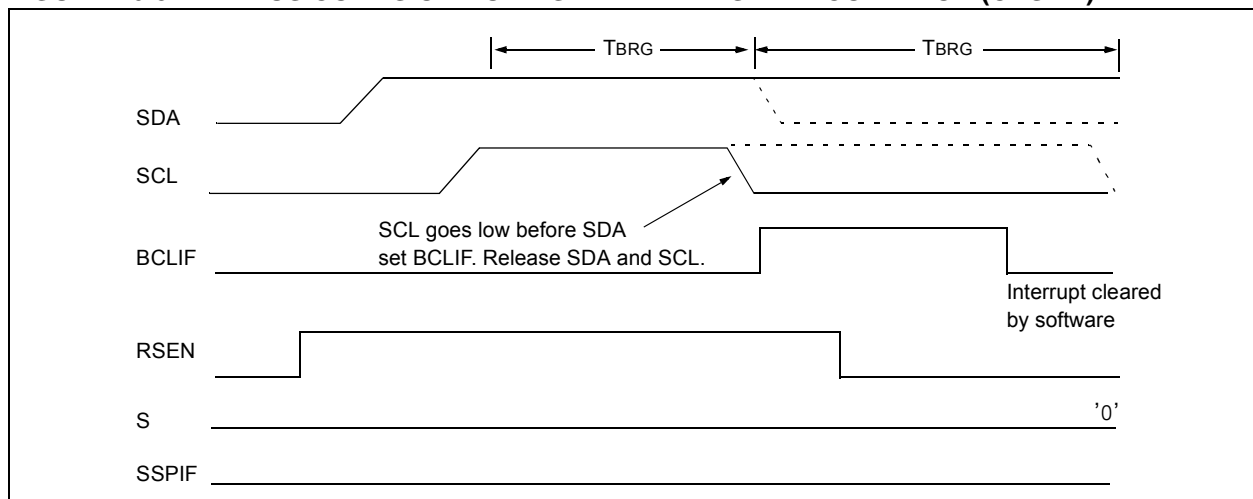 TBRG TBRG
SDA
SCL
SCL goes low before SDA
set BCLIF. Release SDA and SCL.
BCLIF
Interrupt cleared
by software
RSEN
S '0'
SSPIF